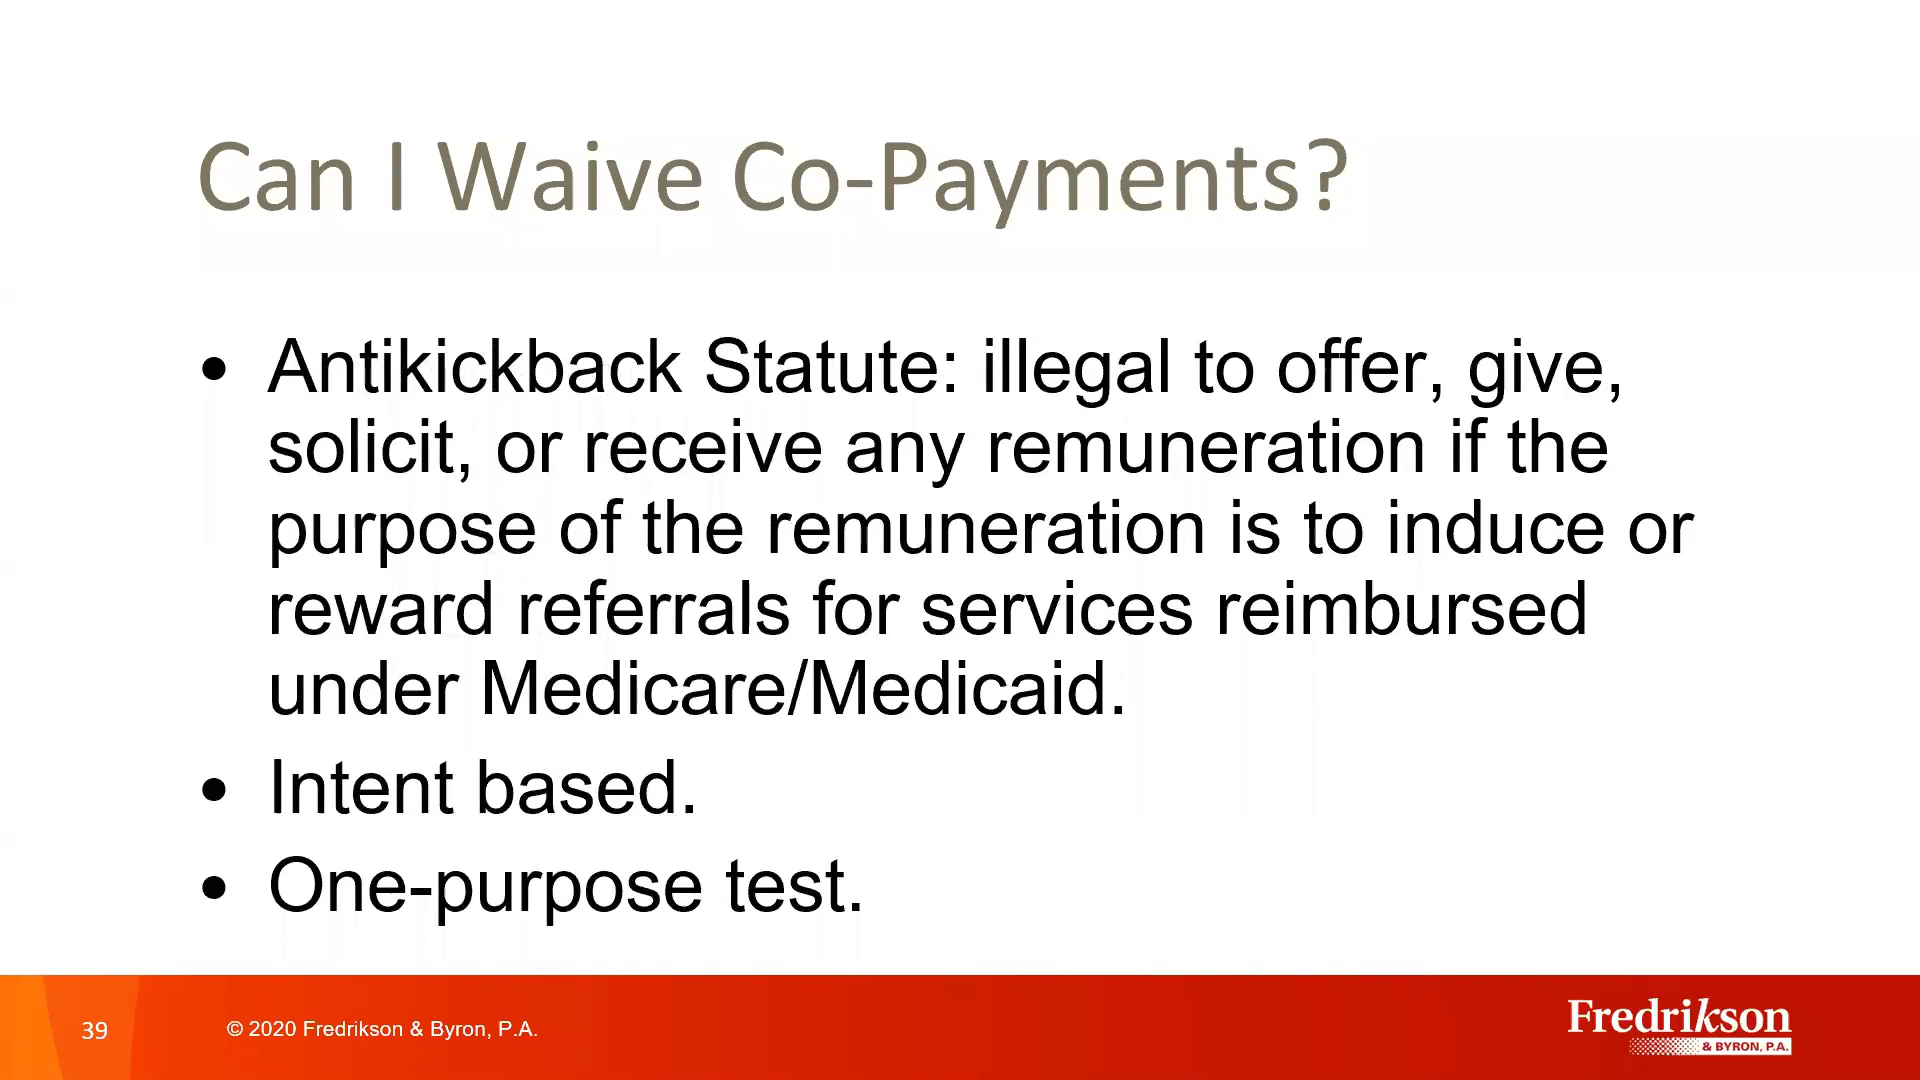 Can I Waive Co-Payments?
• Antikickback Statute: illegal to offer, give,
solicit, or receive any remuneration if the
purpose of the remuneration is to induce or
reward referrals for services reimbursed
under Medicare/Medicaid.
• Intent based.
• One-purpose test.
39
© 2020 Fredrikson & Byron, P.A.
Fredrikson
& BYRON, P.A.